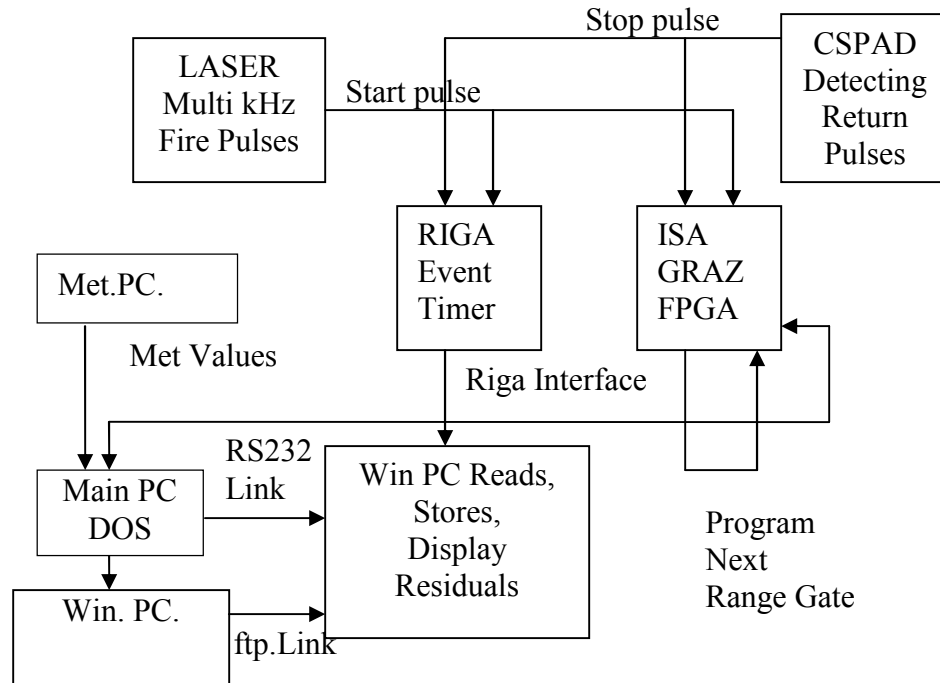 Stop pulse
LASER
Multi kHz
Fire Pulses
Start pulse
CSPAD
Detecting
Return
Pulses
RIGA
Event
Timer
ISA
GRAZ
FPGA
Met.PC.
Met Values
Riga Interface
RS232
Link
Main PC
DOS
Win PC Reads,
Stores,
Display
Residuals
Program
Next
Range Gate
Win. PC.
ftp.Link